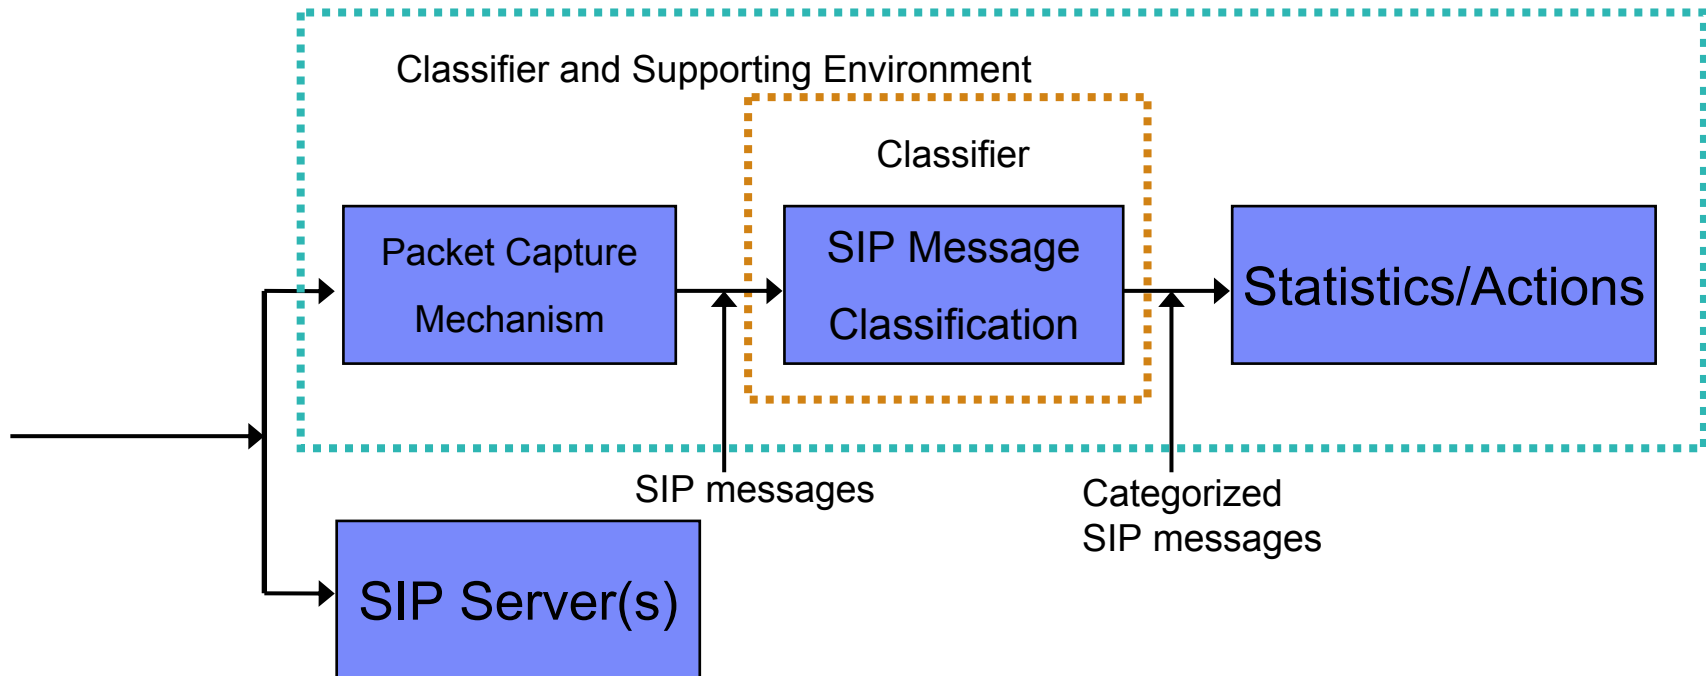 Classifier and Supporting Environment
Classifier
Packet Capture
Mechanism
SIP Message
Classification
Statistics/Actions
SIP messages
Categorized
SIP messages
SIP Server(s)